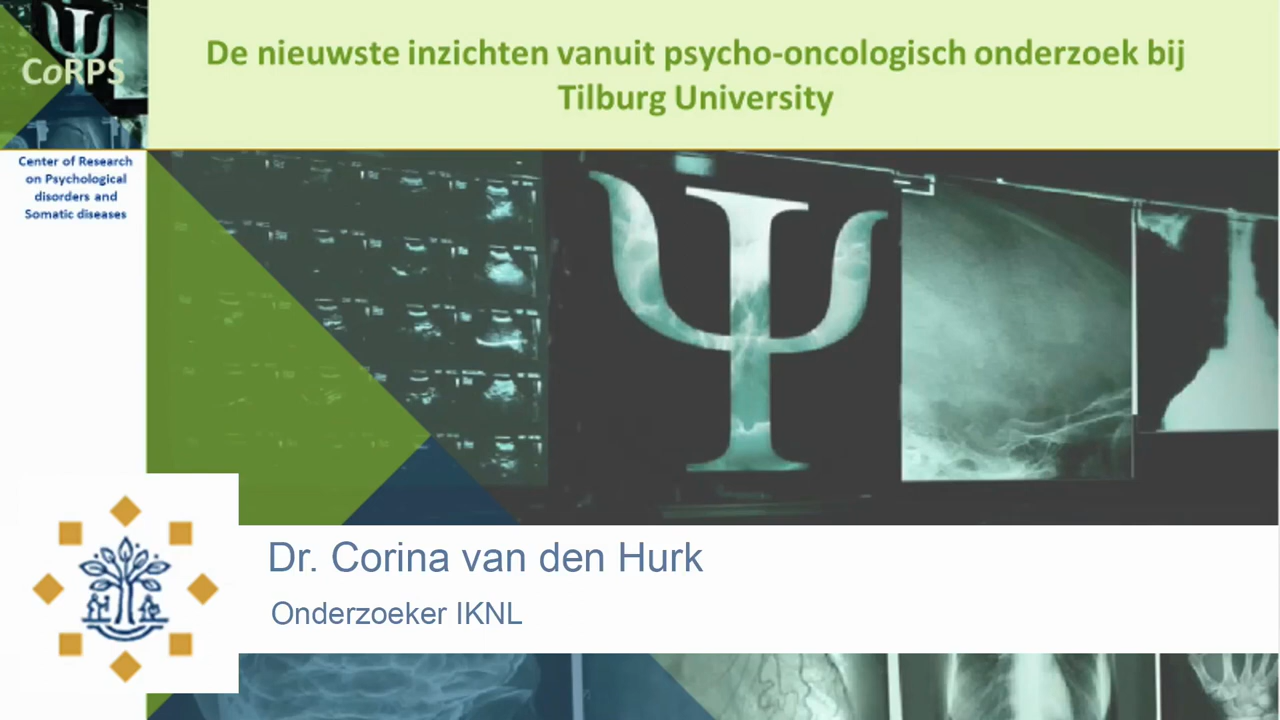 CoRPS
De nieuwste inzichten vanuit psycho-oncologisch onderzoek bij
Tilburg University
Center of Research
on Psychological
disorders and
Somatic diseases
Ψ
Dr. Corina van den Hurk
Onderzoeker IKNL